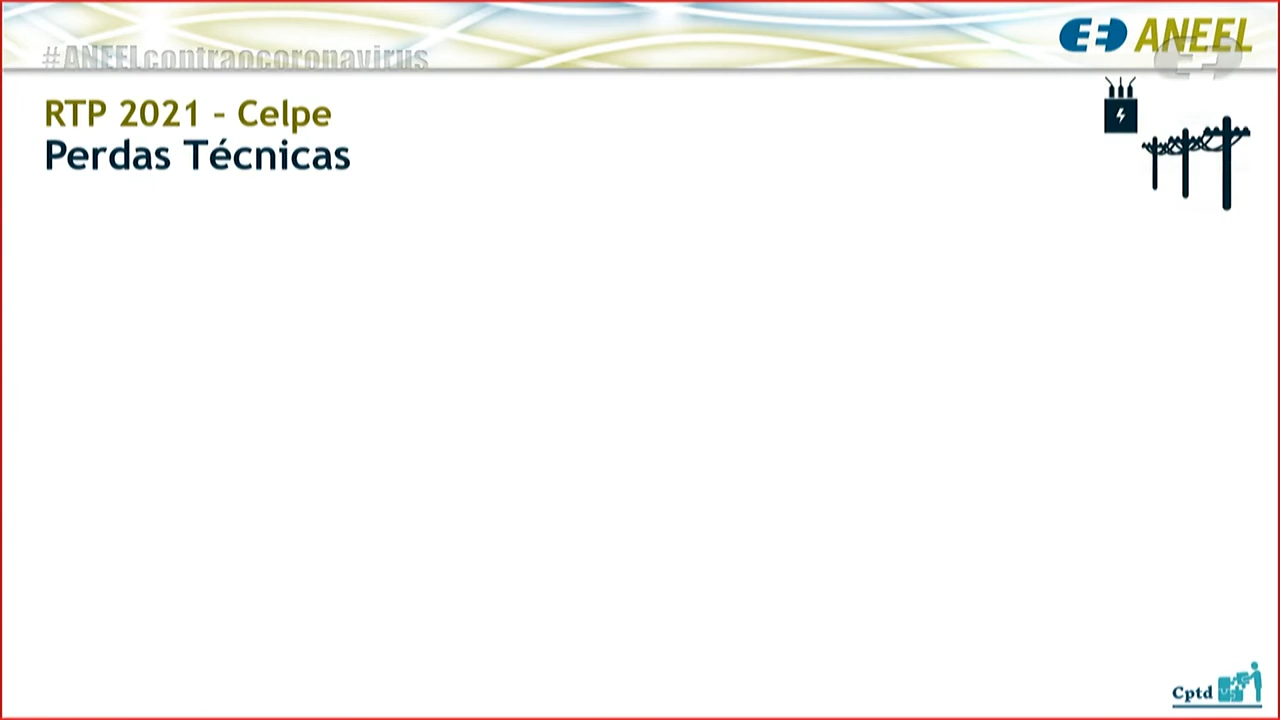 #ANEELcontraocoronavirus
ANEEL
RTP 2021 – Celpe
Perdas Técnicas
Cptd